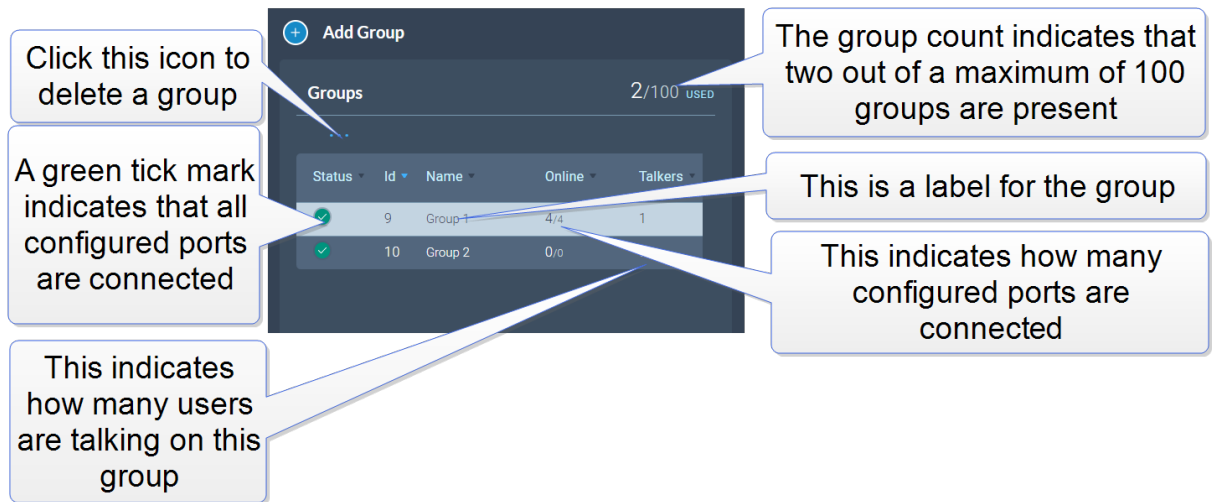 Add Group
Groups
2/100 USED
...
Status Id Name Online Talkers
9 Group 1 4/4 1
10 Group 2 0/0
Click this icon to
delete a group
A green tick mark
indicates that all
configured ports
are connected
This indicates
how many users
are talking on this
group
The group count indicates that
two out of a maximum of 100
groups are present
This is a label for the group
This indicates how many
configured ports are
connected